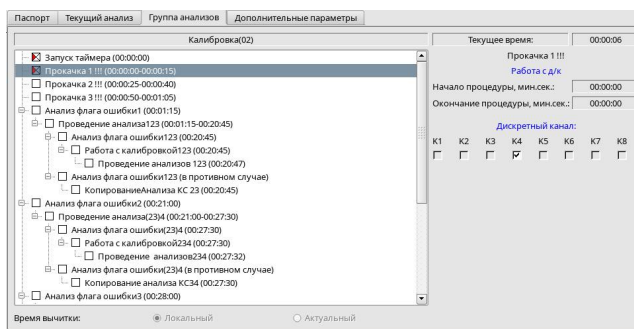 Паспорт Текущий анализ Группа анализов Дополнительные параметры
Калибровка(02)
Запуск таймера (00:00:00)
Прокачка 1 !!! (00:00:00-00:00:15)
Прокачка 2 !!! (00:00:25-00:00:40)
Прокачка 3 !!! (00:00:50-00:01:05)
Анализ флага ошибки1 (00:01:15)
Проведение анализа123 (00:01:15-00:20:45)
Анализ флага ошибки123 (00:20:45)
Работа с калибровкой123 (00:20:45)
Проведение анализов 123 (00:20:47)
Анализ флага ошибки123 (в противном случае)
КопированиеАнализа КС 23 (00:20:45)
Анализ флага ошибки2 (00:21:00)
Проведение анализа(23)4 (00:21:00-00:27:30)
Анализ флага ошибки(23)4 (00:27:30)
Работа с калибровкой234 (00:27:30)
Проведение анализов234 (00:27:32)
Анализ флага ошибки(23)4 (в противном случае)
Копирование анализа КС34 (00:27:30)
Анализ флага ошибки3 (00:28:00)
Время вычитки: Локальный Актуальный
Текущее время: 00:00:06
Прокачка 1 !!!
Работа с д/к
Начало процедуры, мин.сек.: 00:00:00
Окончание процедуры, мин.сек.: 00:00:00
Дискретный канал:
К1 К2 К3 К4 К5 К6 К7 К8